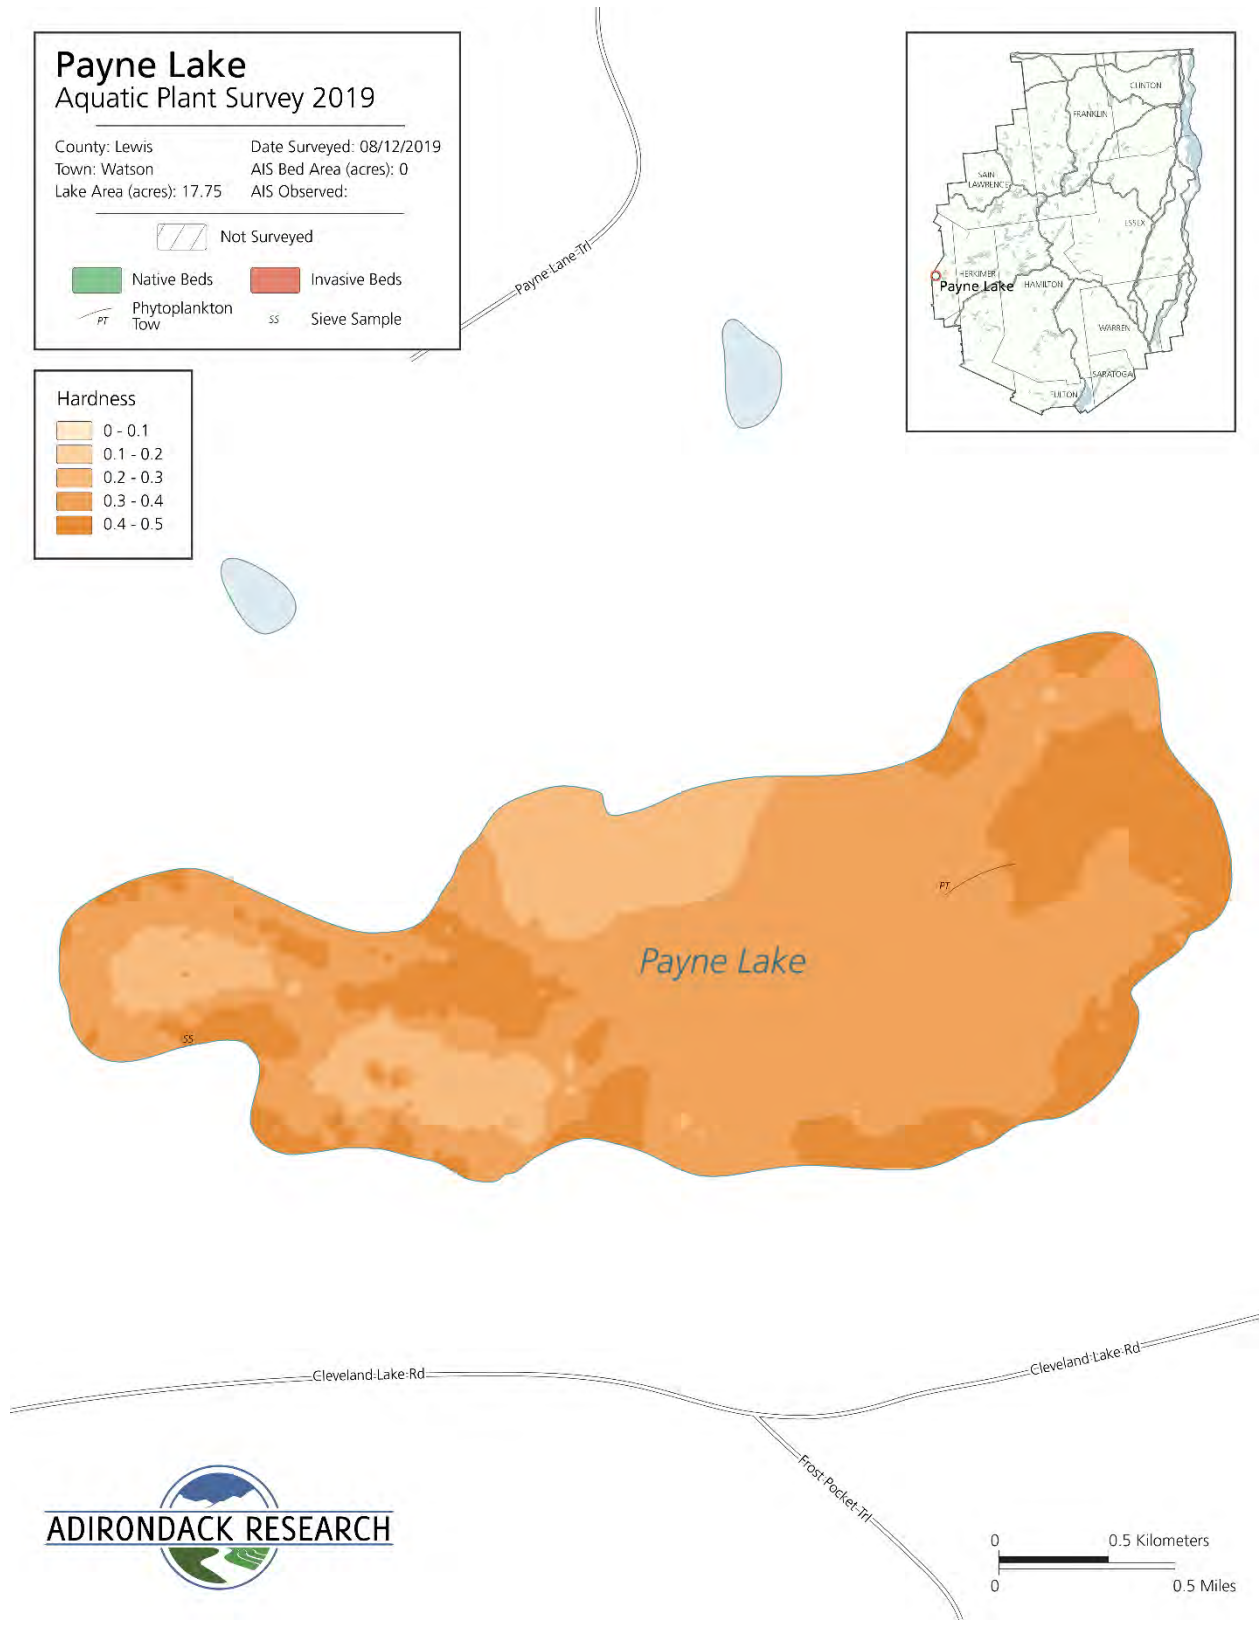 Payne Lake
Aquatic Plant Survey 2019
County: Lewis
Date Surveyed: 08/12/2019
Town: Watson
AIS Bed Area (acres): 0
Lake Area (acres): 17.75
AIS Observed:
Not Surveyed
Native Beds
Invasive Beds
PT
Phytoplankton
Tow
SS
Sieve Sample
Hardness
0 - 0.1
0.1 - 0.2
0.2 - 0.3
0.3 - 0.4
0.4 - 0.5
CLINTON
FRANKLIN
SAIN
LAWRENCE
ESSEX
HERKIMER
HAMILTON
Payne Lake
WARREN
SARATOGA
FULTON
Payne Lane Trl
PT
Payne Lake
SS
Cleveland Lake Rd
Cleveland Lake Rd
Frost Pocket Trl
ADIRONDACK RESEARCH
0 0.5 Kilometers
0 0.5 Miles